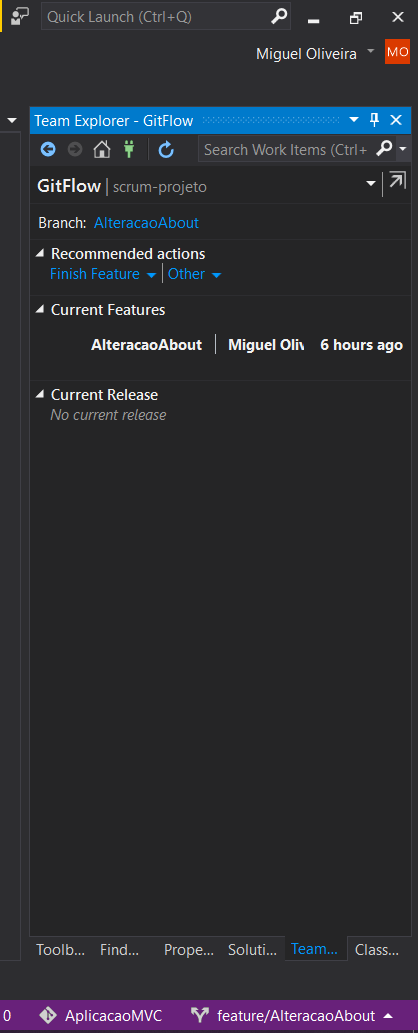 Quick Launch (Ctrl+Q)
Miguel Oliveira MO
Team Explorer - GitFlow
Search Work Items (Ctrl+
GitFlow | scrum-projeto
Branch: AlteracaoAbout
Recommended actions
Finish Feature Other
Current Features
AlteracaoAbout Miguel Oliv 6 hours ago
Current Release
No current release
Toolb... Find... Prope... Soluti... Team... Class...
0 AplicacaoMVC feature/AlteracaoAbout